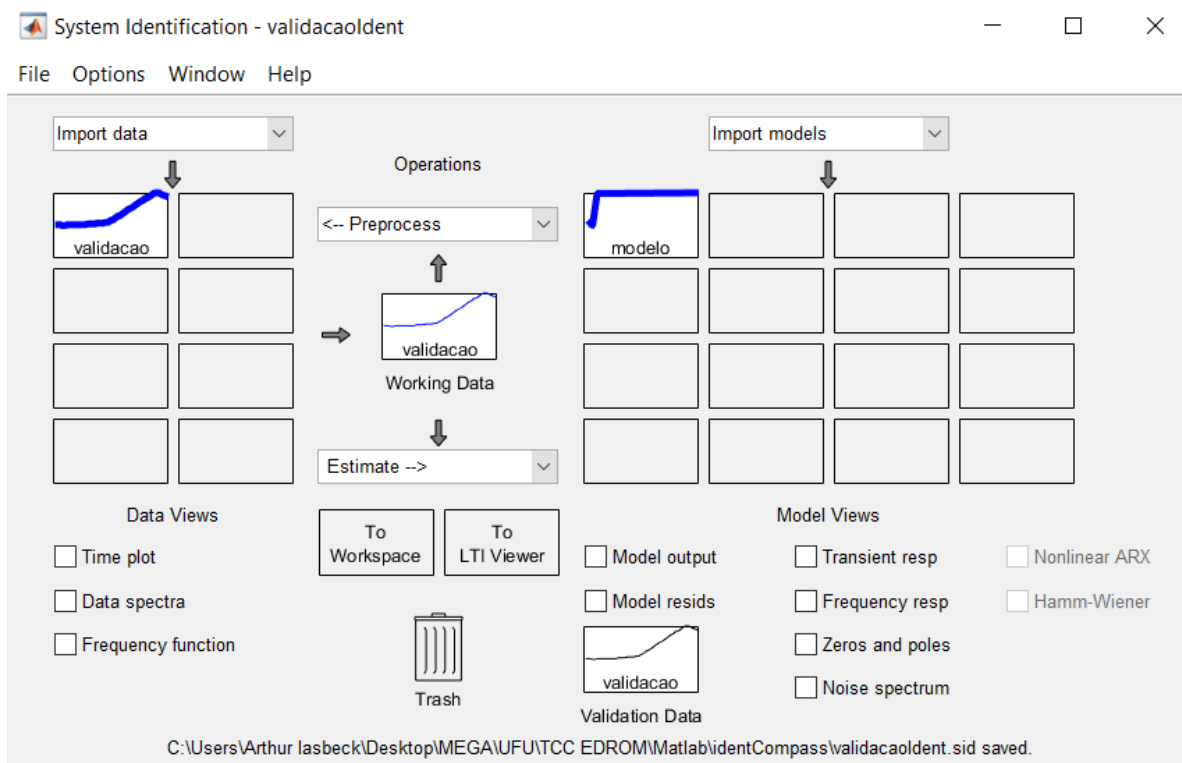 System Identification - validacaoIdent
File Options Window Help
Import data
Import models
Operations
<-- Preprocess
validacao
modelo
validacao
Working Data
Estimate -->
Data Views
Model Views
To Workspace
To LTI Viewer
Time plot
Model output
Transient resp
Nonlinear ARX
Data spectra
Model resids
Frequency resp
Hamm-Wiener
Frequency function
Zeros and poles
validacao
Noise spectrum
Trash
Validation Data
C:\Users\Arthur Iasbeck\Desktop\MEGA\UFU\TCC EDROM\Matlab\identCompass\validacaoIdent.sid saved.